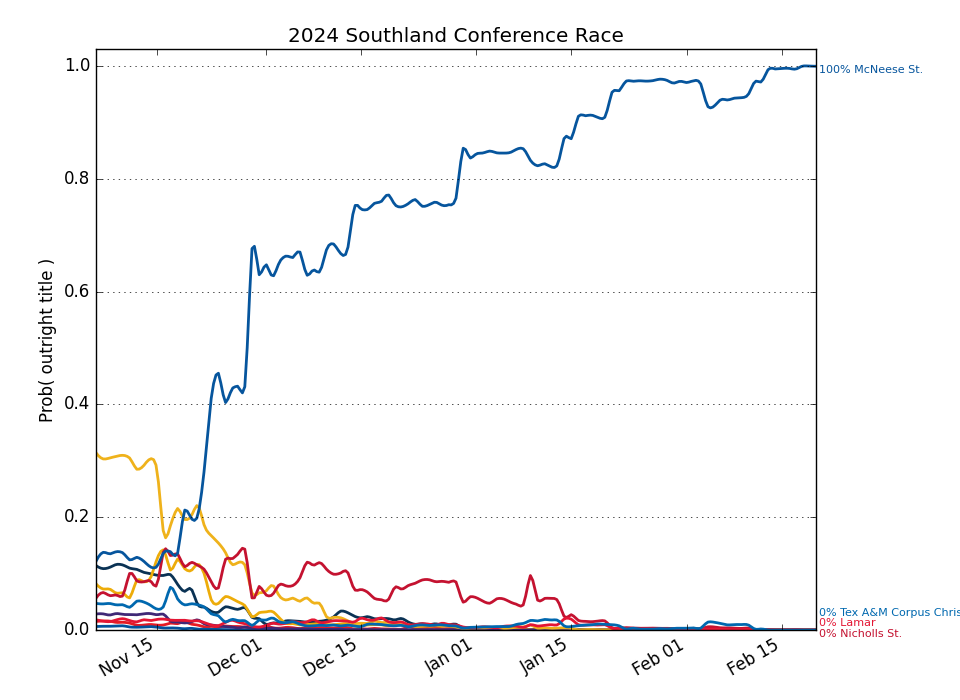 2024 Southland Conference Race
1.0
0.8
0.6
0.4
0.2
0.0
Prob( outright title )
100% McNeese St.
0% Tex A&M Corpus Chris
0% Lamar
0% Nicholls St.
Nov 15
Dec 01
Dec 15
Jan 01
Jan 15
Feb 01
Feb 15